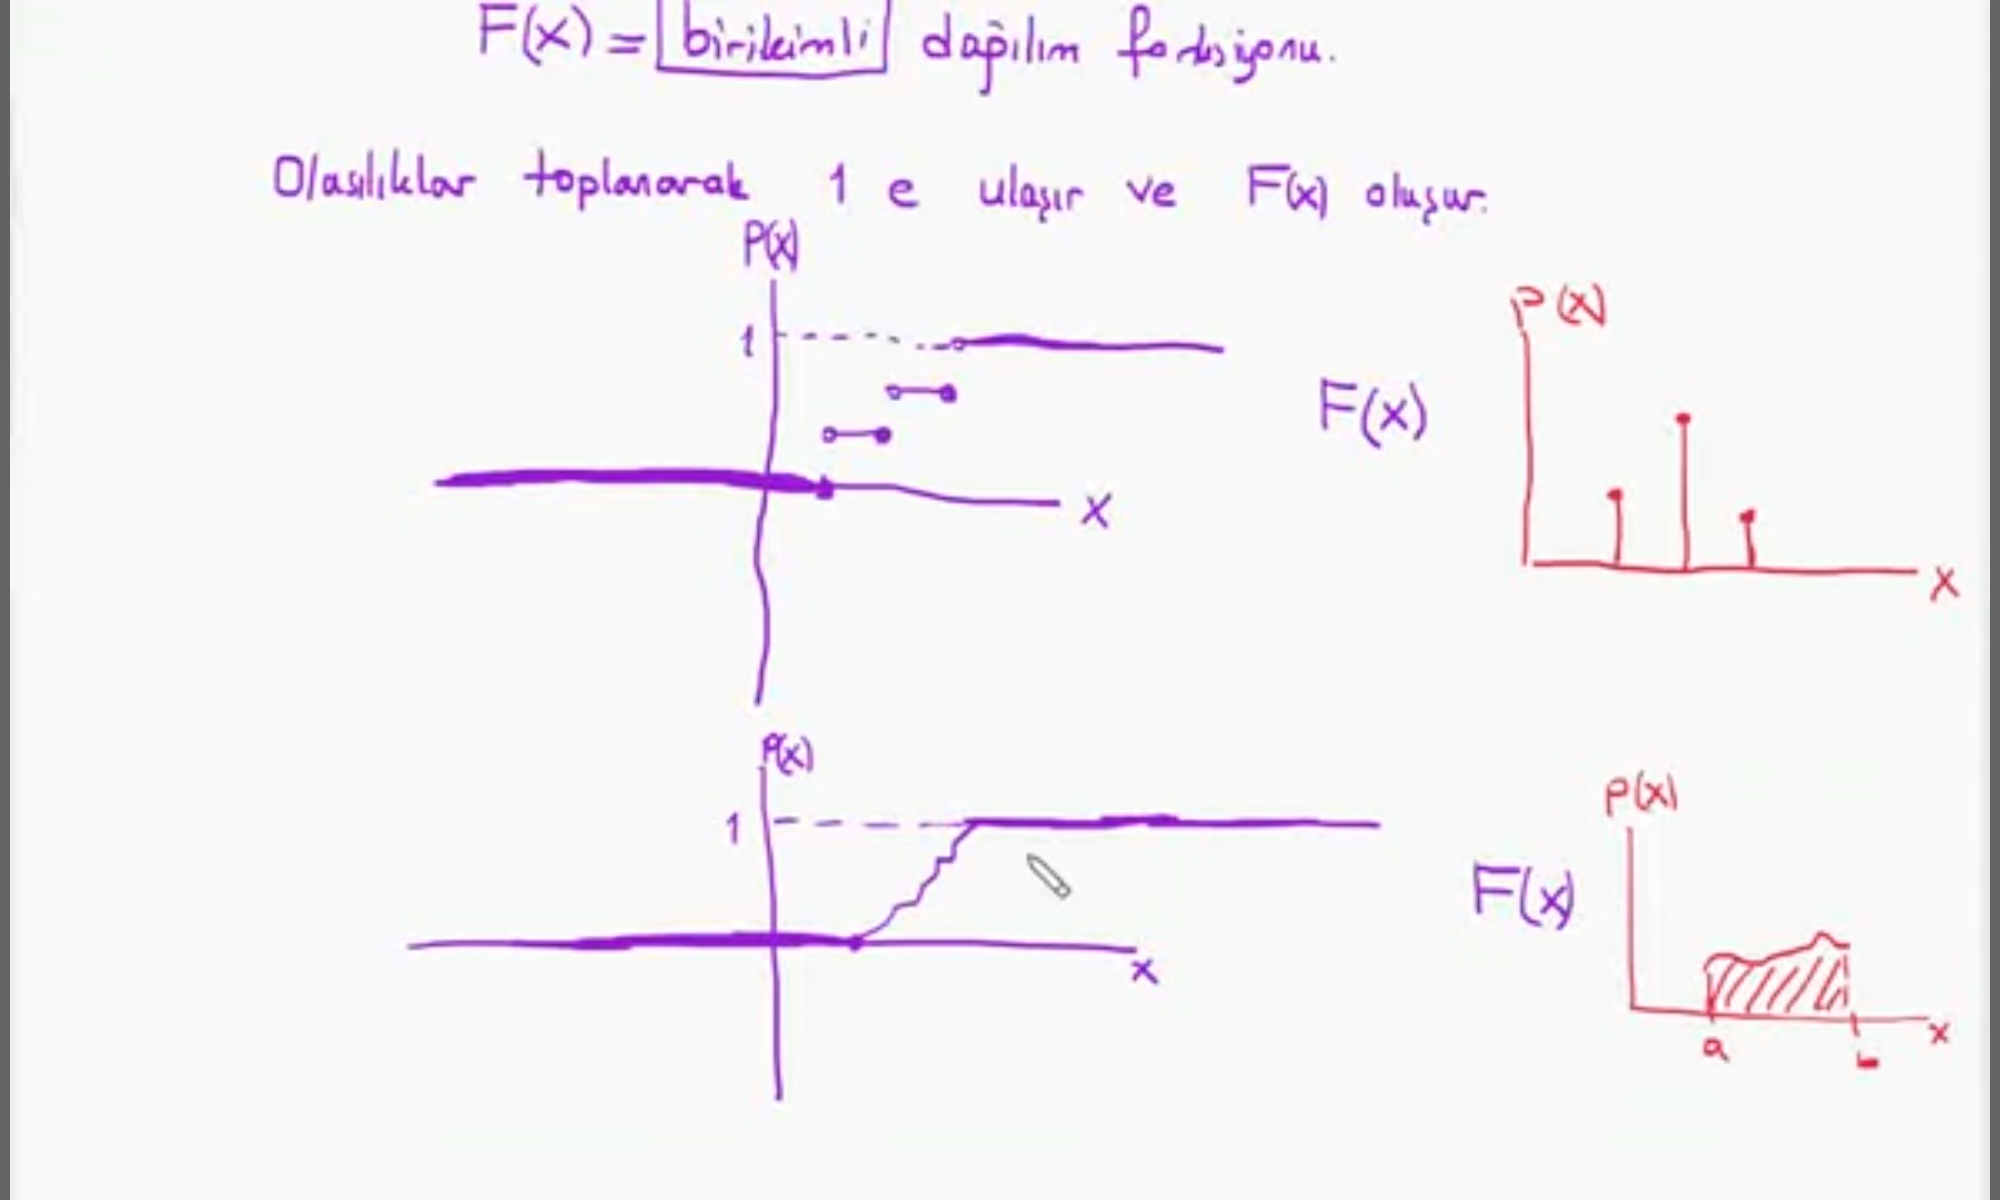 F(x) = birikimli dağılım fonksiyonu.
Olasılıklar toplanarak 1 e ulaşır ve F(x) oluşur.
P(x)
1
x
F(x)
P(x)
x
P(x)
1
x
F(x)
P(x)
a
b
x